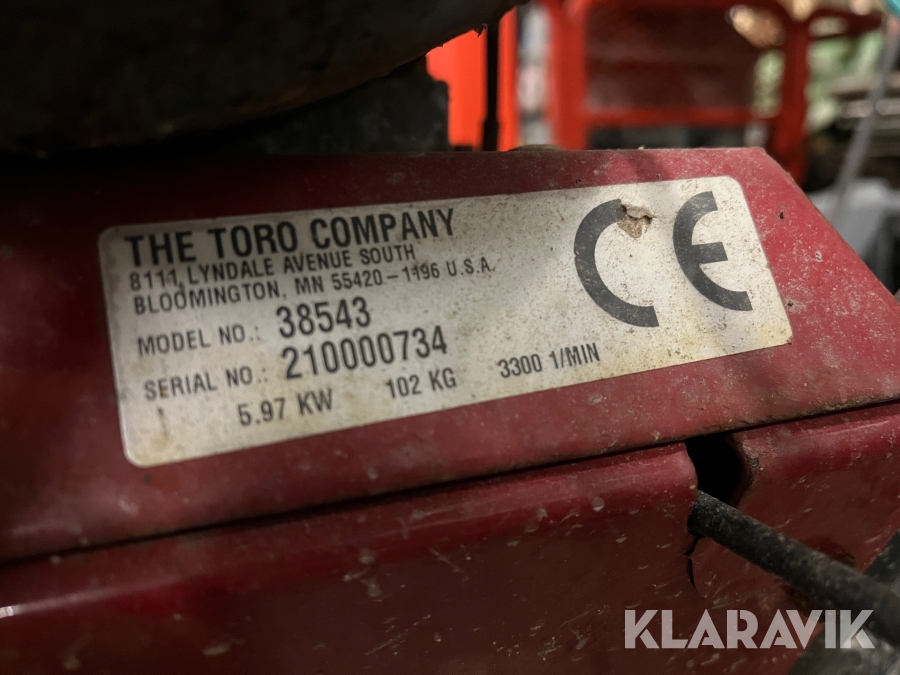 THE TORO COMPANY
8111, LYNDALE AVENUE SOUTH
BLOOMINGTON, MN 55420-1196 U.S.A.
MODEL NO.: 38543
SERIAL NO.: 210000734
5.97 KW 102 KG 3300 1/MIN
CE
KLARAVIK